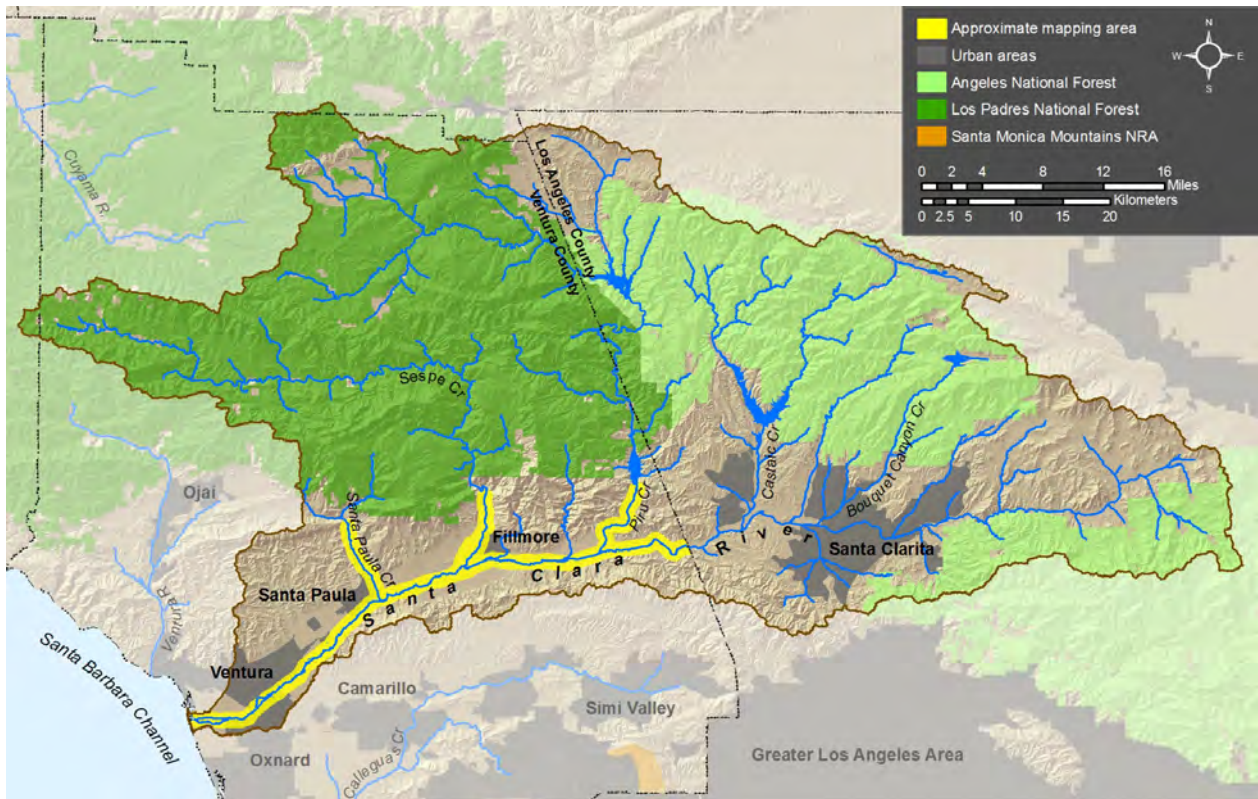 Approximate mapping area
Urban areas
Angeles National Forest
Los Padres National Forest
Santa Monica Mountains NRA
N
W E
S
0 2 4 8 12 16
Miles
Kilometers
0 2.5 5 10 15 20
Cuyama R.
Los Angeles County
Ventura County
Sespe Cr
Castaic Cr
Bouquet Canyon Cr
Ojai
Santa Paula Cr
Fillmore
Piru Cr
Santa Clara River
Santa Clarita
Santa Paula
Ventura R.
Ventura
Santa Barbara Channel
Camarillo
Simi Valley
Oxnard
Calleguas Cr
Greater Los Angeles Area